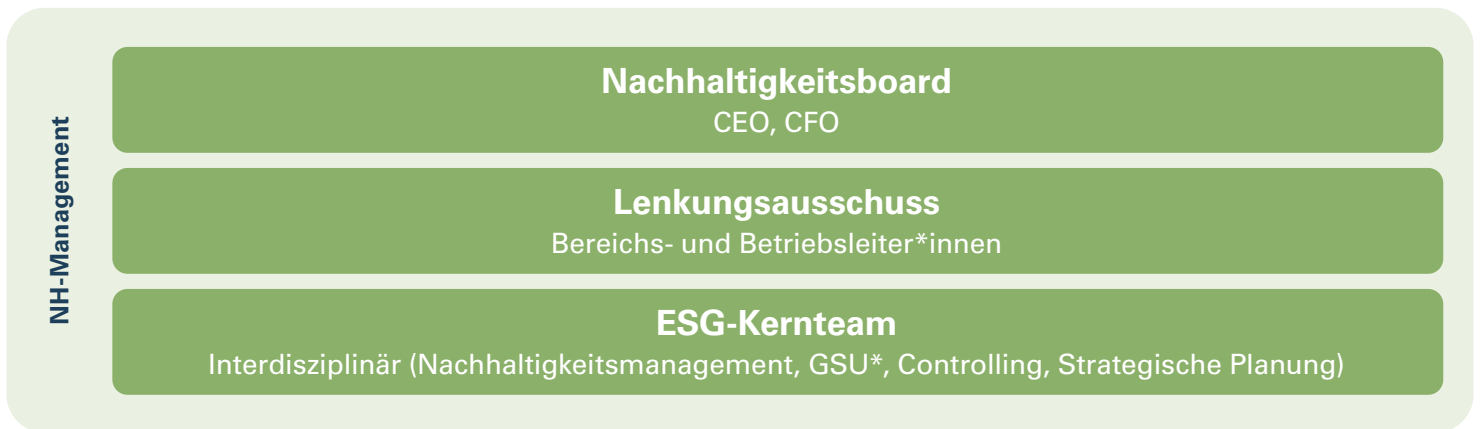 NH-Management
Nachhaltigkeitsboard
CEO, CFO
Lenkungsausschuss
Bereichs- und Betriebsleiter*innen
ESG-Kernteam
Interdisziplinär (Nachhaltigkeitsmanagement, GSU*, Controlling, Strategische Planung)